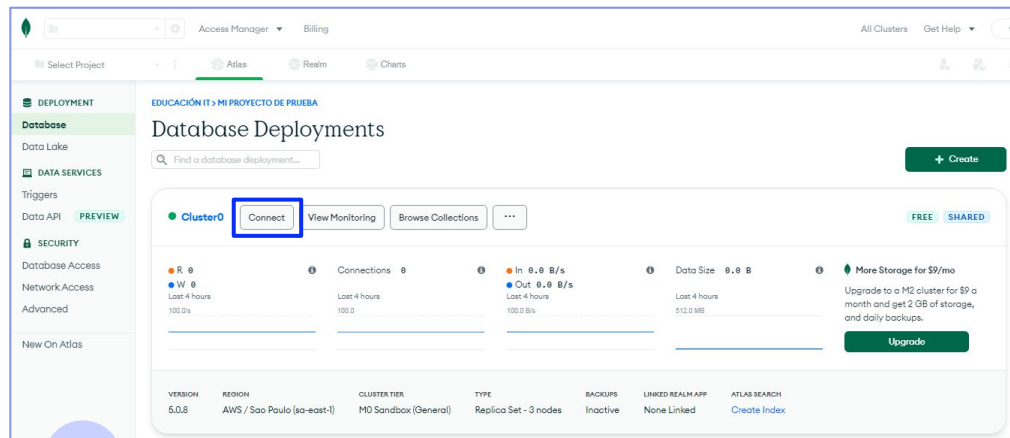 Access Manager Billing All Clusters Get Help
Select Project Atlas Realm Charts
DEPLOYMENT
Database
Data Lake
DATA SERVICES
Triggers
Data API PREVIEW
SECURITY
Database Access
Network Access
Advanced
New On Atlas
EDUCACIÓN IT > MI PROYECTO DE PRUEBA
Database Deployments
Find a database deployment...
+ Create
Cluster0 Connect View Monitoring Browse Collections ... FREE SHARED
R 0
W 0
Last 4 hours
100.0/s
Connections 0
Last 4 hours
100.0
In 0.0 B/s
Out 0.0 B/s
Last 4 hours
100.0 B/s
Data Size 0.0 B
Last 4 hours
512.0 MB
More Storage for $9/mo
Upgrade to a M2 cluster for $9 a
month and get 2 GB of storage,
and daily backups.
Upgrade
VERSION REGION CLUSTER TIER TYPE BACKUPS LINKED REALM APP ATLAS SEARCH
5.0.8 AWS / Sao Paulo (sa-east-1) M0 Sandbox (General) Replica Set - 3 nodes Inactive None Linked Create Index